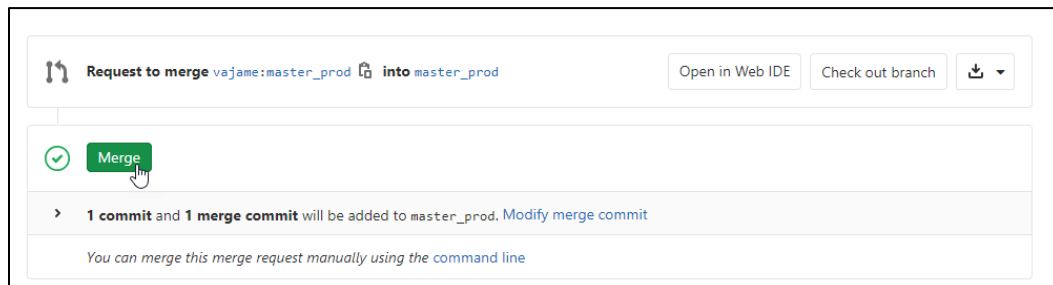 Request to merge vajame:master_prod into master_prod
Open in Web IDE
Check out branch
Merge
1 commit and 1 merge commit will be added to master_prod. Modify merge commit
You can merge this merge request manually using the command line